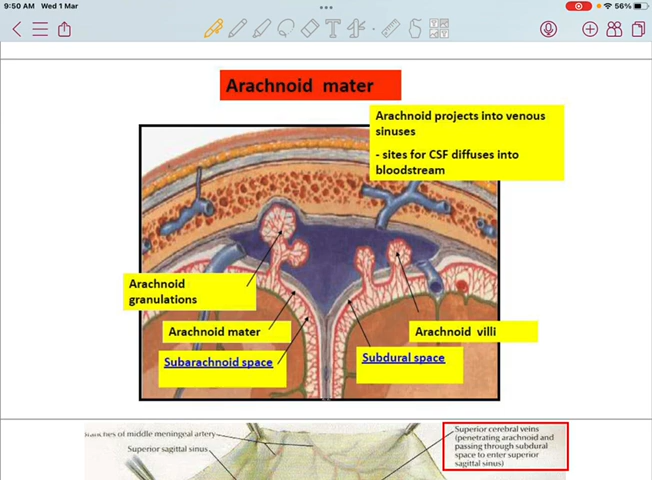 9:50 AM Wed 1 Mar
56%
Arachnoid mater
Arachnoid projects into venous
sinuses
- sites for CSF diffuses into
bloodstream
Arachnoid
granulations
Arachnoid mater
Arachnoid villi
Subarachnoid space
Subdural space
branches of middle meningeal artery
Superior sagittal sinus
Superior cerebral veins
(penetrating arachnoid and
passing through subdural
space to enter superior
sagittal sinus)